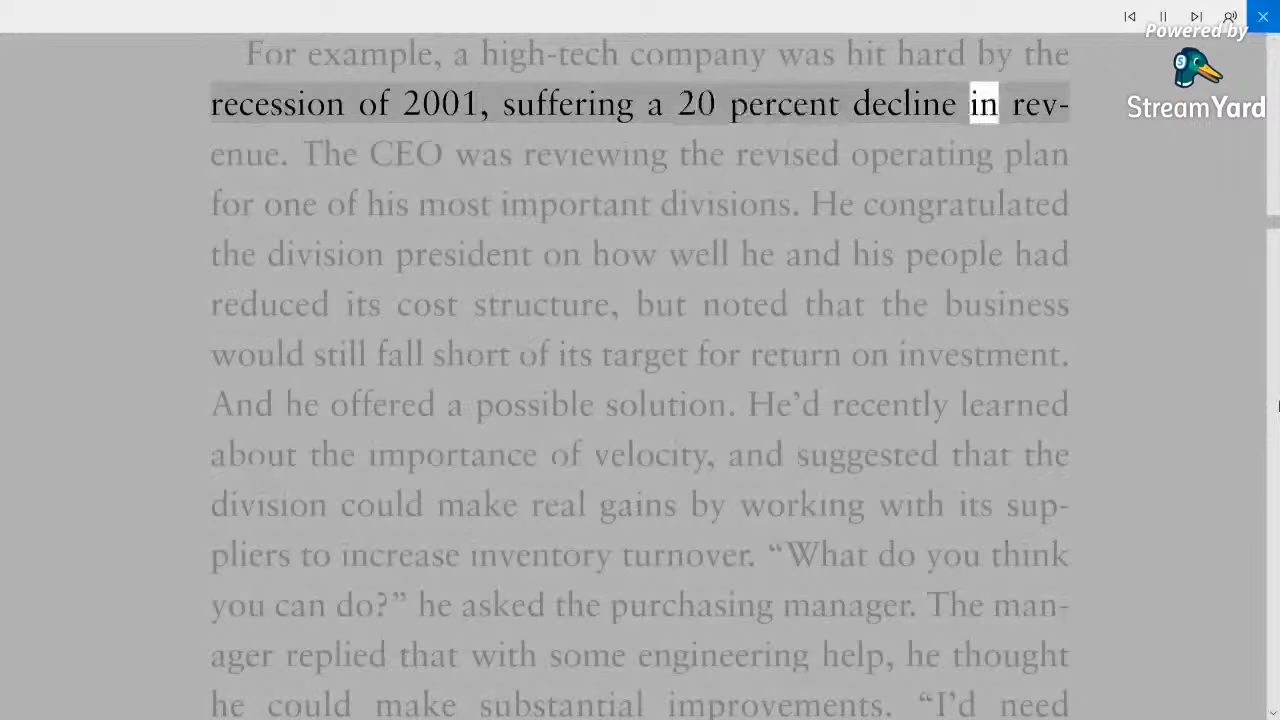 Powered by
StreamYard
For example, a high-tech company was hit hard by the
recession of 2001, suffering a 20 percent decline in rev-
enue. The CEO was reviewing the revised operating plan
for one of his most important divisions. He congratulated
the division president on how well he and his people had
reduced its cost structure, but noted that the business
would still fall short of its target for return on investment.
And he offered a possible solution. He’d recently learned
about the importance of velocity, and suggested that the
division could make real gains by working with its sup-
pliers to increase inventory turnover. “What do you think
you can do?” he asked the purchasing manager. The man-
ager replied that with some engineering help, he thought
he could make substantial improvements. “I’d need